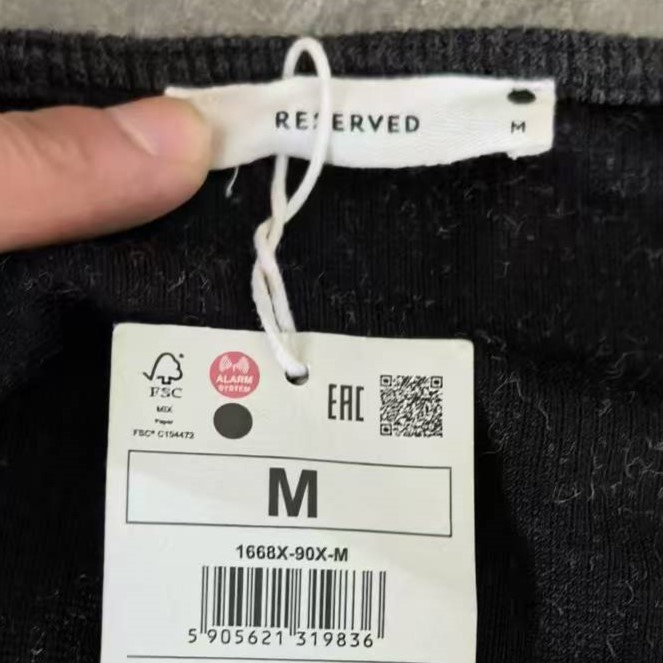 RESERVED
M
ALARM
SYSTEM
FSC
MIX
Paper
FSC® C154473
EAC
M
1668X-90X-M
5 905621 319836